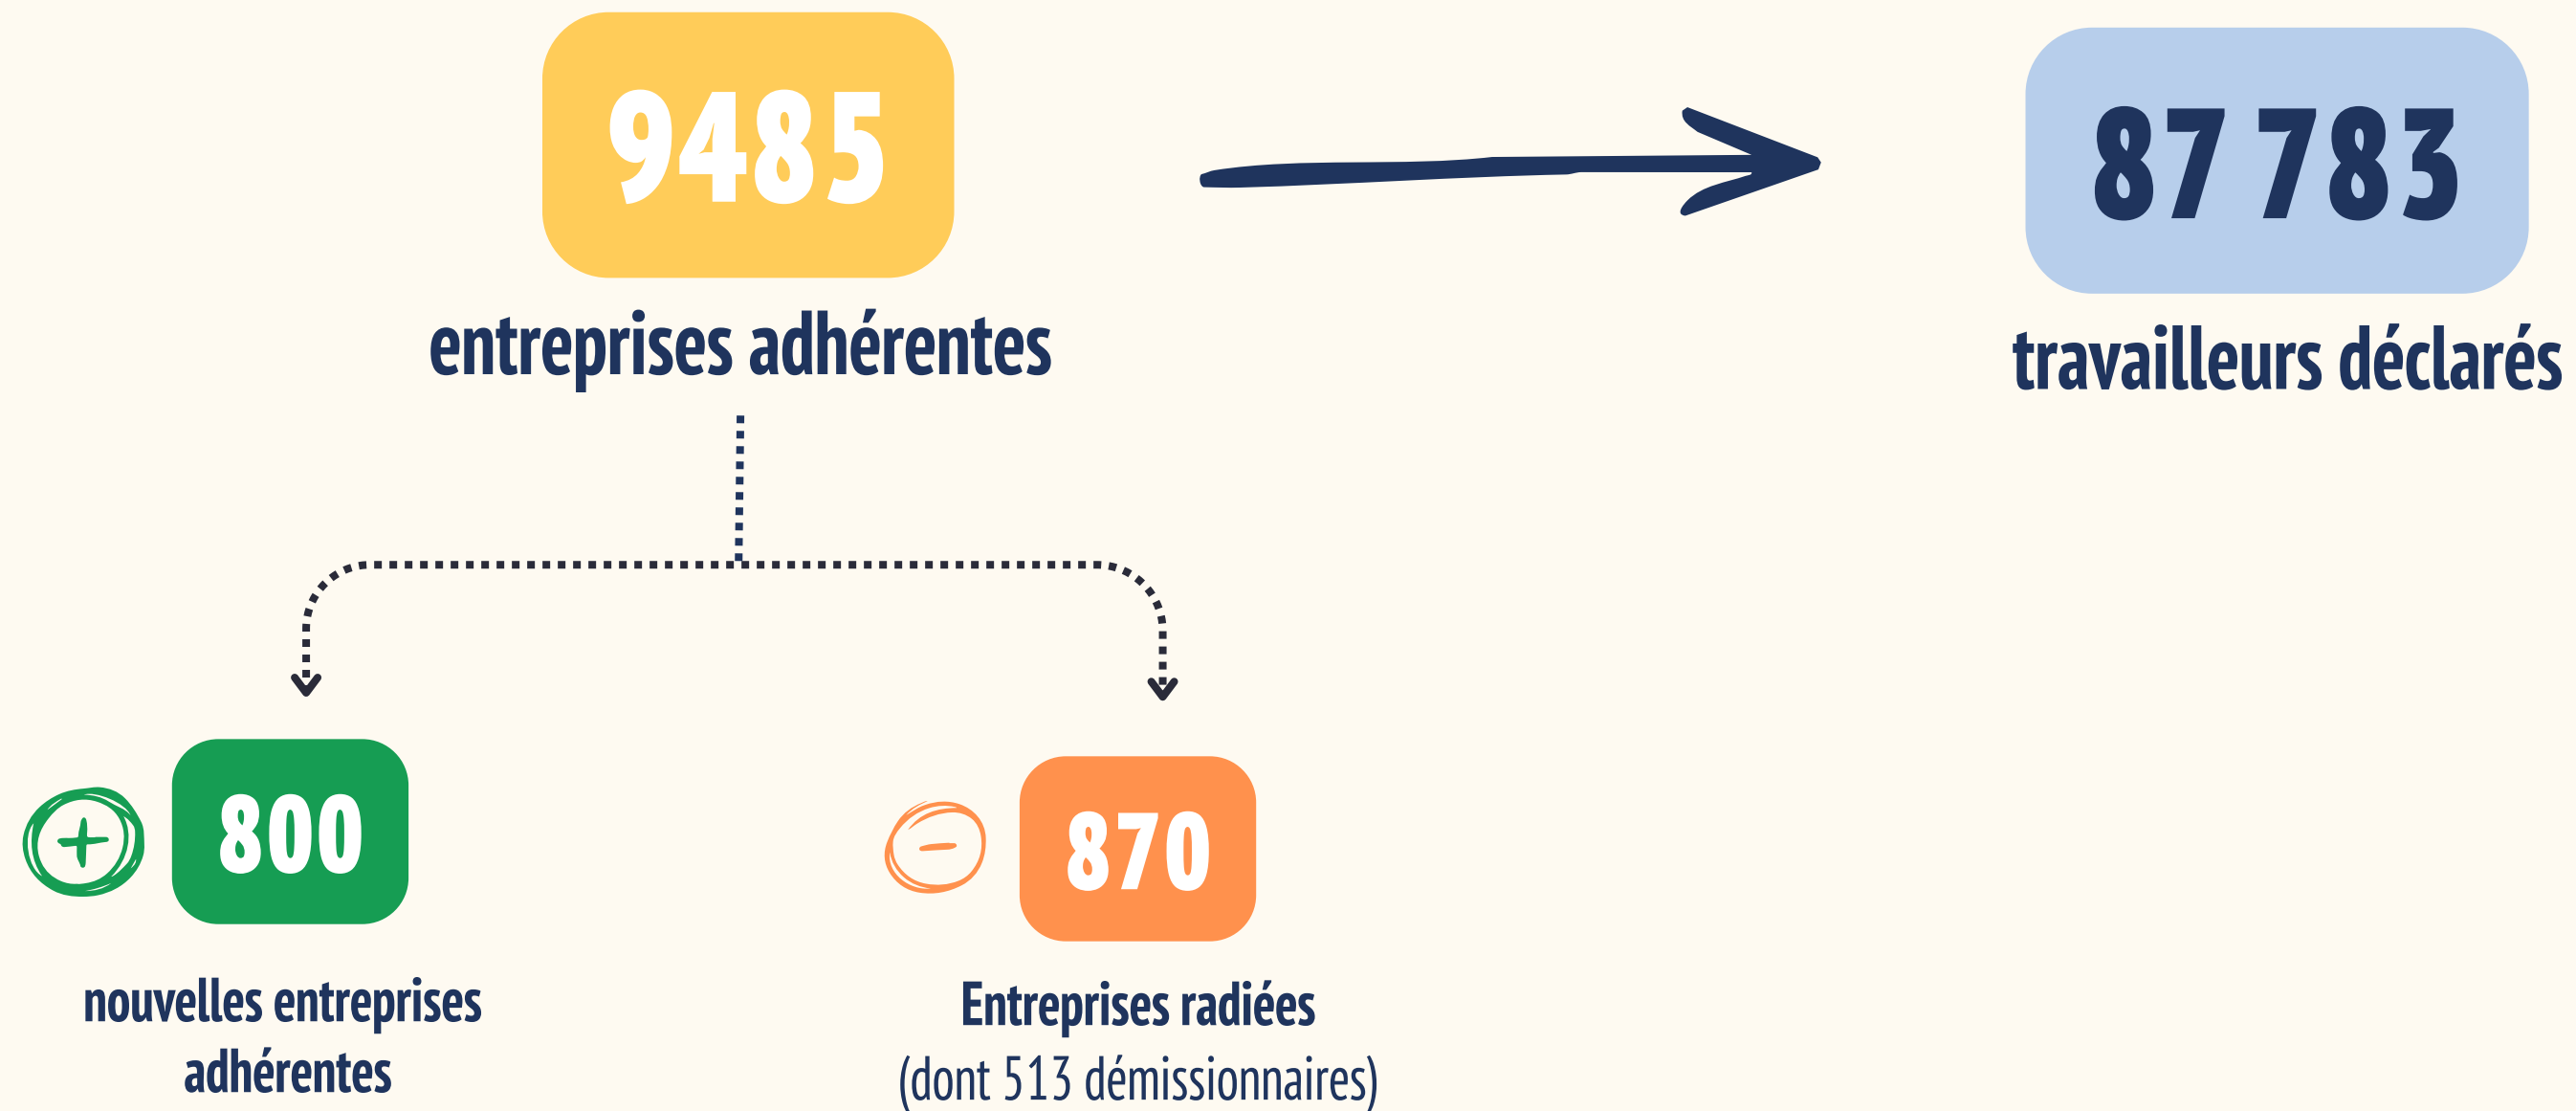 9485
entreprises adhérentes
87 783
travailleurs déclarés
800
nouvelles entreprises
adhérentes
870
Entreprises radiées
(dont 513 démissionnaires)